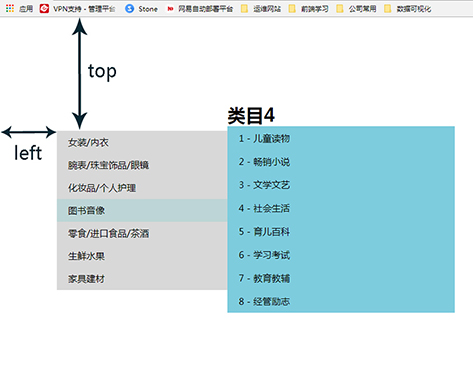 应用 VPN支持 - 管理平台 Stone 网易自动部署平台 运维网站 前端学习 公司常用 数据可视化
top
left
类目4
女装/内衣
腕表/珠宝饰品/眼镜
化妆品/个人护理
图书音像
零食/进口食品/茶酒
生鲜水果
家具建材
1 - 儿童读物
2 - 畅销小说
3 - 文学文艺
4 - 社会生活
5 - 育儿百科
6 - 学习考试
7 - 教育教辅
8 - 经管励志